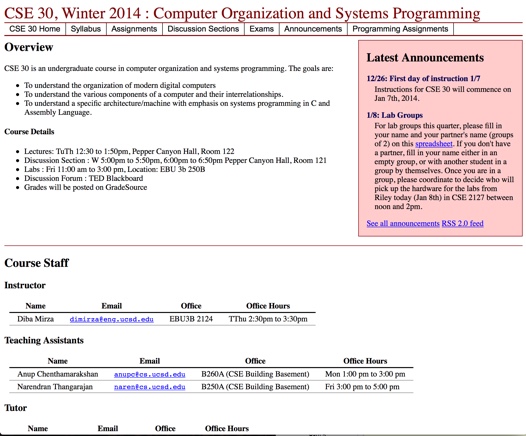 CSE 30, Winter 2014 : Computer Organization and Systems Programming
CSE 30 Home Syllabus Assignments Discussion Sections Exams Announcements Programming Assignments
Overview
CSE 30 is an undergraduate course in computer organization and systems programming. The goals are:
To understand the organization of modern digital computers
To understand the various components of a computer and their interrelationships.
To understand a specific architecture/machine with emphasis on systems programming in C and
Assembly Language.
Course Details
Lectures: TuTh 12:30 to 1:50pm, Pepper Canyon Hall, Room 122
Discussion Section : W 5:00pm to 5:50pm, 6:00pm to 6:50pm Pepper Canyon Hall, Room 121
Labs : Fri 11:00 am to 3:00 pm, Location: EBU 3b 250B
Discussion Forum : TED Blackboard
Grades will be posted on GradeSource
Latest Announcements
12/26: First day of instruction 1/7
Instructions for CSE 30 will commence on
Jan 7th, 2014.
1/8: Lab Groups
For lab groups this quarter, please fill in
your name and your partner's name (groups
of 2) on this spreadsheet. If you don't have
a partner, fill in your name either in an
empty group, or with another student in a
group by themselves. Once you are in a
group, please coordinate to decide who will
pick up the hardware for the labs from
Riley today (Jan 8th) in CSE 2127 between
noon and 2pm.
See all announcements RSS 2.0 feed
Course Staff
Instructor
Name Email Office Office Hours
Diba Mirza dimirza@eng.ucsd.edu EBU3B 2124 TTh 2:30pm to 3:30pm
Teaching Assistants
Name Email Office Office Hours
Anup Chenthamarakshan anupc@cs.ucsd.edu B260A (CSE Building Basement) Mon 1:00 pm to 3:00 pm
Narendran Thangarajan naren@cs.ucsd.edu B250A (CSE Building Basement) Fri 3:00 pm to 5:00 pm
Tutor
Name Email Office Office Hours